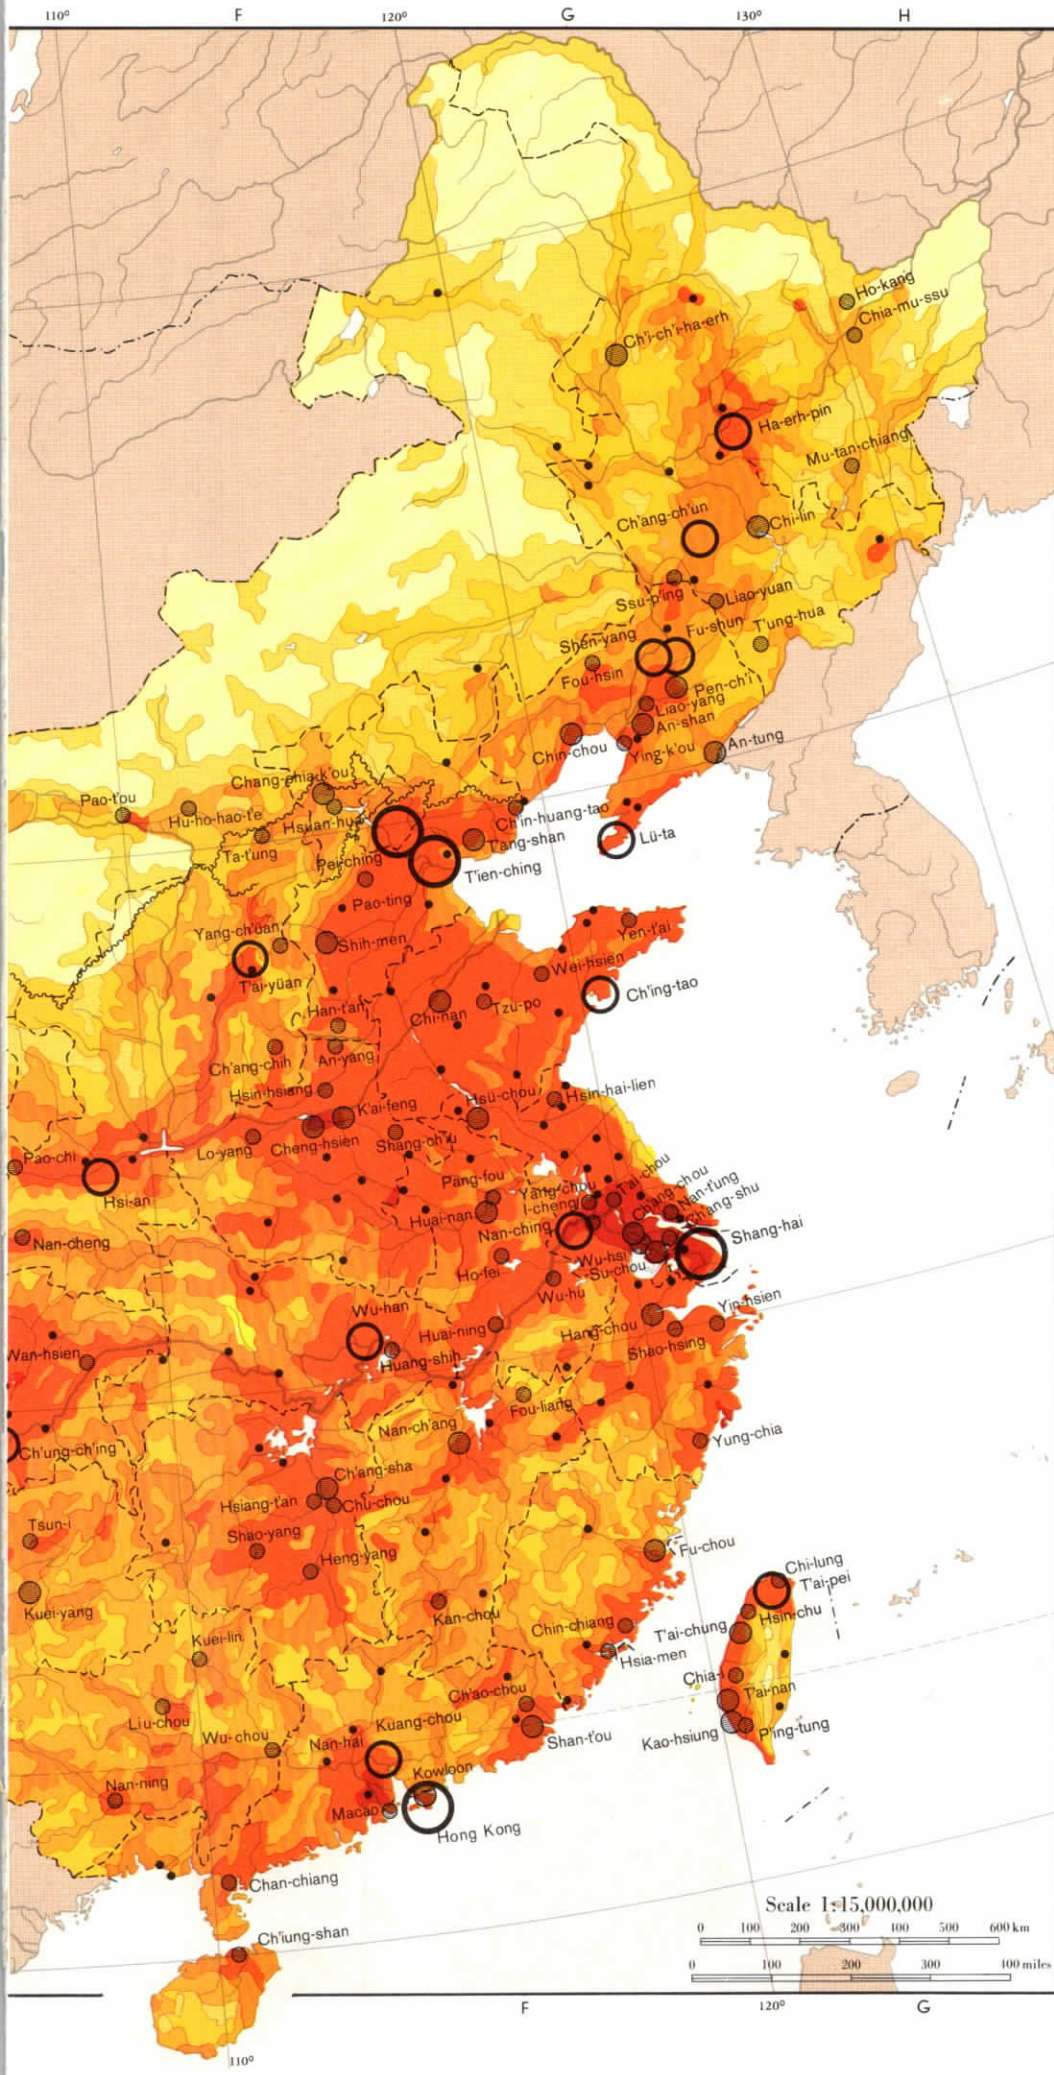 110°
F
120°
G
130°
H
Ho-kang
Chia-mu-ssu
Ch'i-ch'i-ha-erh
Ha-erh-pin
Mu-tan-chiang
Ch'ang-ch'un
Chi-lin
Ssu-p'ing
Liao-yuan
Shen-yang
Fu-shun
T'ung-hua
Fou-hsin
Pen-ch'i
Liao-yang
An-shan
Chin-chou
Ying-k'ou
An-tung
Chang-chia-k'ou
Pao-t'ou
Hu-ho-hao-t'e
Hsuan-hua
Ch'in-huang-tao
Ta-t'ung
T'ang-shan
Lü-ta
Pei-ching
T'ien-ching
Pao-ting
Yang-ch'üan
Shih-men
Yen-t'ai
Wei-hsien
T'ai-yüan
Ch'ing-tao
Han-tan
Chi-nan
Tzu-po
Ch'ang-chih
An-yang
Hsin-hsiang
Hsü-chou
Hsin-hai-lien
K'ai-feng
Lo-yang
Cheng-hsien
Shang-ch'iu
Pao-chi
Hsi-an
Pang-fou
Yang-chou
T'ai-chou
I-cheng
Chang-chou
Nan-t'ung
Ch'ang-shu
Huai-nan
Nan-ching
Shang-hai
Nan-cheng
Wu-hsi
Ho-fei
Su-chou
Wu-hu
Wu-han
Huai-ning
Hang-chou
Yin-hsien
Wan-hsien
Huang-shih
Shao-hsing
Fou-liang
Nan-ch'ang
Yung-chia
Ch'ung-ch'ing
Ch'ang-sha
Hsiang-t'an
Chu-chou
Tsun-i
Shao-yang
Heng-yang
Fu-chou
Chi-lung
T'ai-pei
Kuei-yang
Kan-chou
Chin-chiang
Hsin-chu
T'ai-chung
Kuei-lin
Hsia-men
Chia-i
Ch'ao-chou
T'ai-nan
Liu-chou
Wu-chou
Kuang-chou
Nan-hai
Shan-t'ou
Kao-hsiung
P'ing-tung
Nan-ning
Kowloon
Macao
Hong Kong
Chan-chiang
Ch'iung-shan
Scale 1:15,000,000
0 100 200 300 400 500 600 km
0 100 200 300 400 miles
F
120°
G
110°